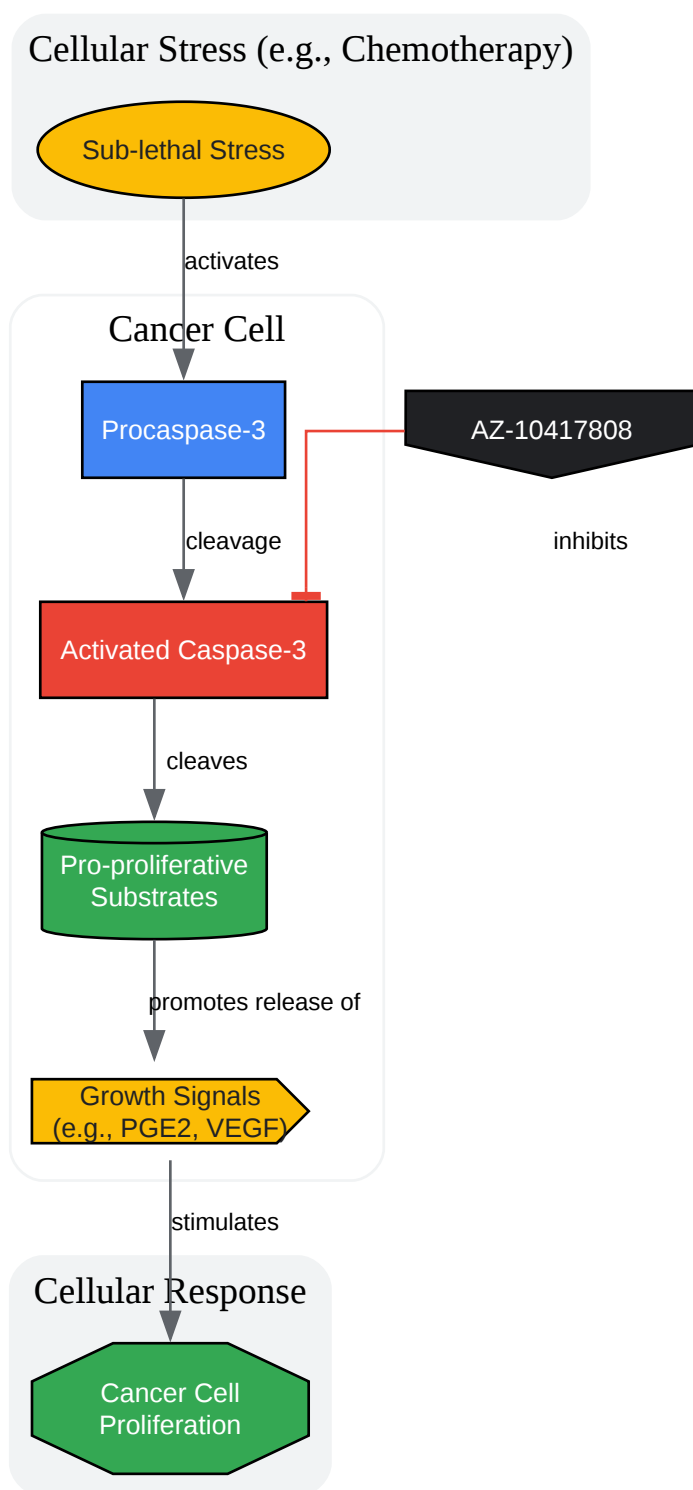 Cellular Stress (e.g., Chemotherapy)
Sub-lethal Stress
activates
Cancer Cell
Procaspase-3
AZ-10417808
cleavage
inhibits
Activated Caspase-3
cleaves
Pro-proliferative
Substrates
promotes release of
Growth Signals
(e.g., PGE2, VEGF)
stimulates
Cellular Response
Cancer Cell
Proliferation